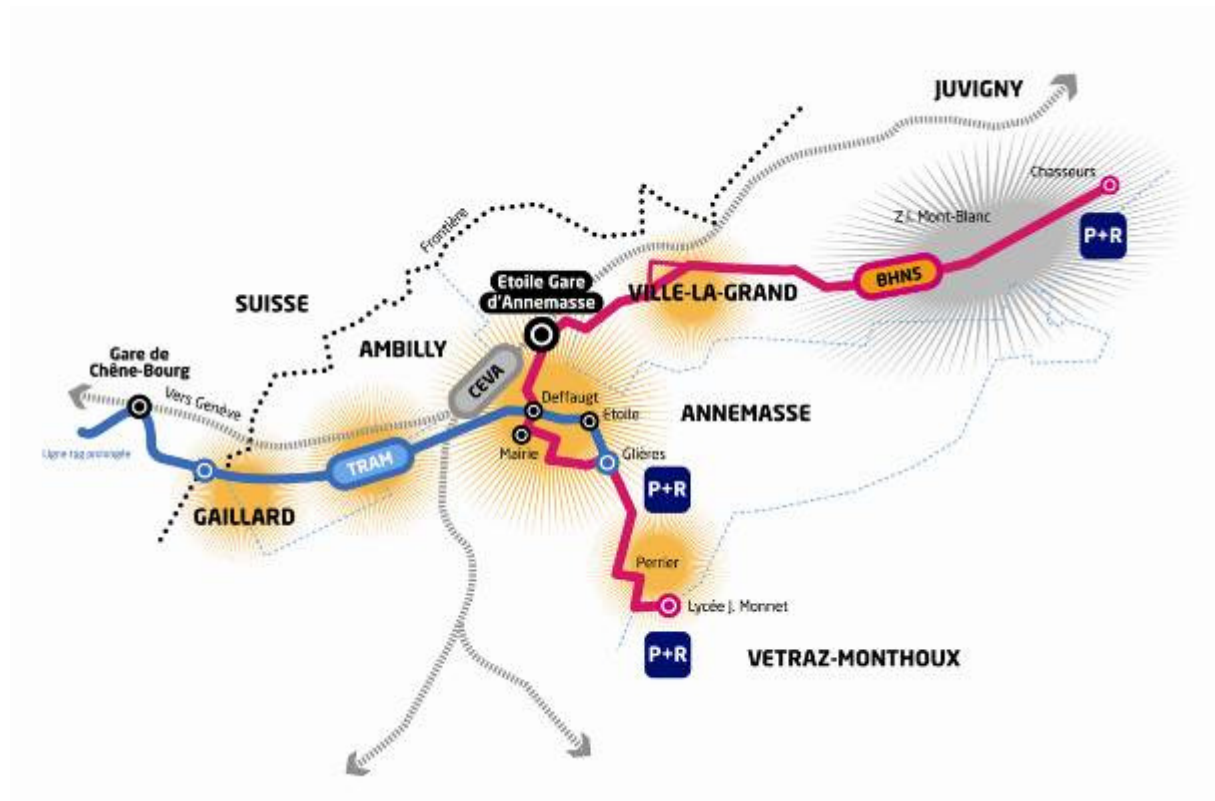 JUVIGNY
Chasseurs
Z.I. Mont-Blanc
P+R
Frontière
BHNS
Etoile Gare
d'Annemasse
VILLE-LA-GRAND
SUISSE
AMBILLY
Gare de
Chêne-Bourg
CEVA
Vers Genève
Deffaugt
Etoile
ANNEMASSE
Mairie
Glières
TRAM
P+R
GAILLARD
Perrier
Lycée J. Monnet
P+R
VETRAZ-MONTHOUX